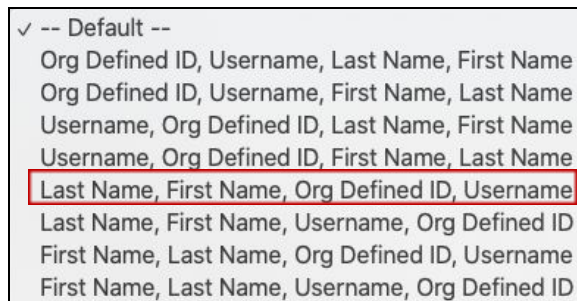 ✓ -- Default --
Org Defined ID, Username, Last Name, First Name
Org Defined ID, Username, First Name, Last Name
Username, Org Defined ID, Last Name, First Name
Username, Org Defined ID, First Name, Last Name
Last Name, First Name, Org Defined ID, Username
Last Name, First Name, Username, Org Defined ID
First Name, Last Name, Org Defined ID, Username
First Name, Last Name, Username, Org Defined ID